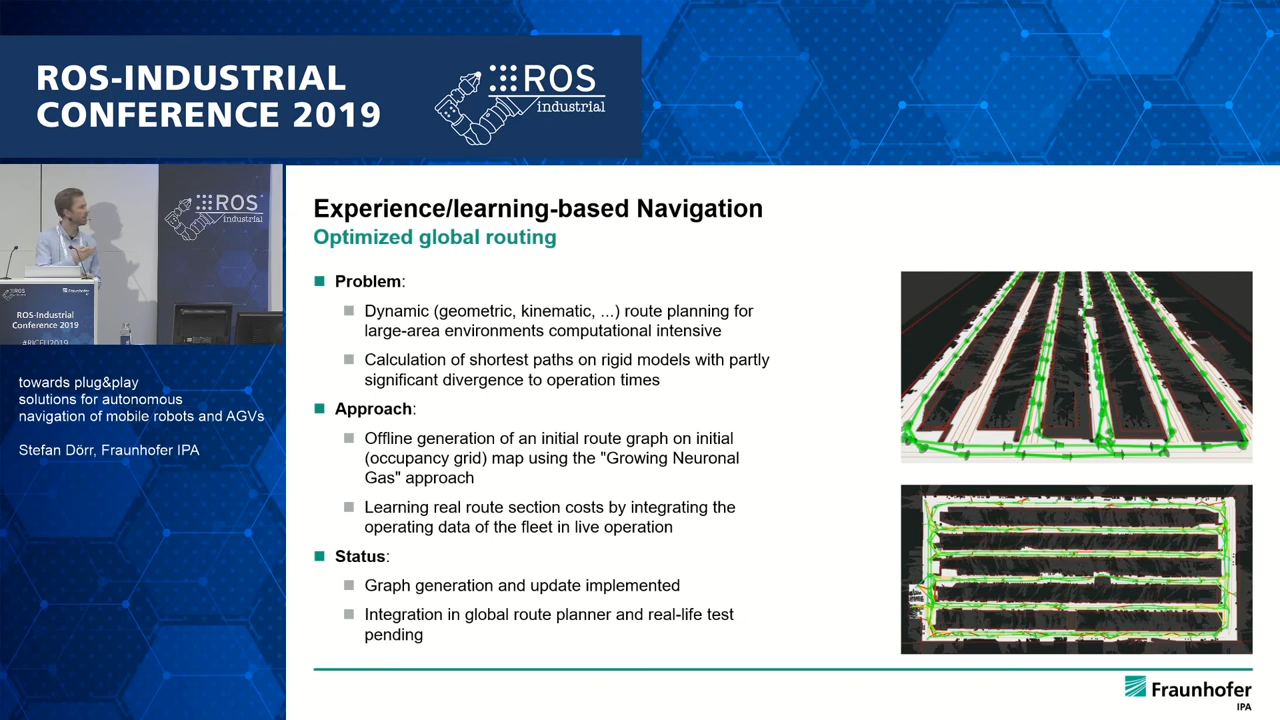 ROS-INDUSTRIAL
CONFERENCE 2019
ROS
industrial
ROS
industrial
ROS
Fraunhofer
ROS-Industrial
Conference 2019
#RICEU2019
towards plug&play
solutions for autonomous
navigation of mobile robots and AGVs
Stefan Dörr, Fraunhofer IPA
Experience/learning-based Navigation
Optimized global routing
Problem:
Dynamic (geometric, kinematic, ...) route planning for
large-area environments computational intensive
Calculation of shortest paths on rigid models with partly
significant divergence to operation times
Approach:
Offline generation of an initial route graph on initial
(occupancy grid) map using the "Growing Neuronal
Gas" approach
Learning real route section costs by integrating the
operating data of the fleet in live operation
Status:
Graph generation and update implemented
Integration in global route planner and real-life test
pending
Fraunhofer
IPA